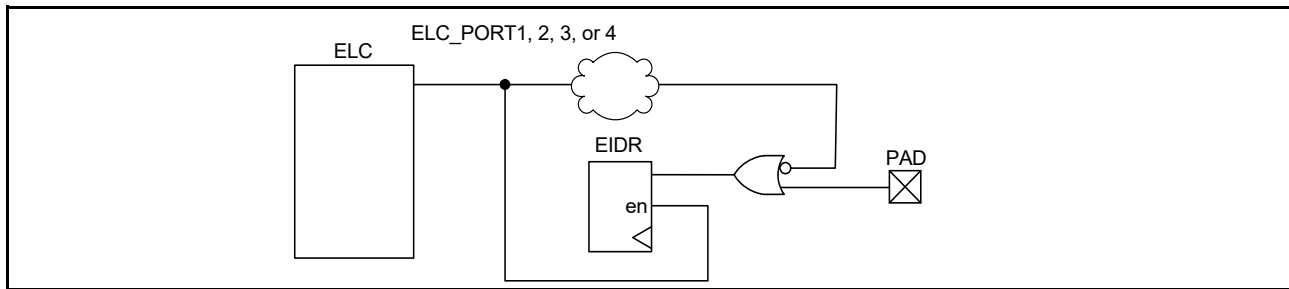 ELC_PORT1, 2, 3, or 4
ELC
EIDR
PAD
en